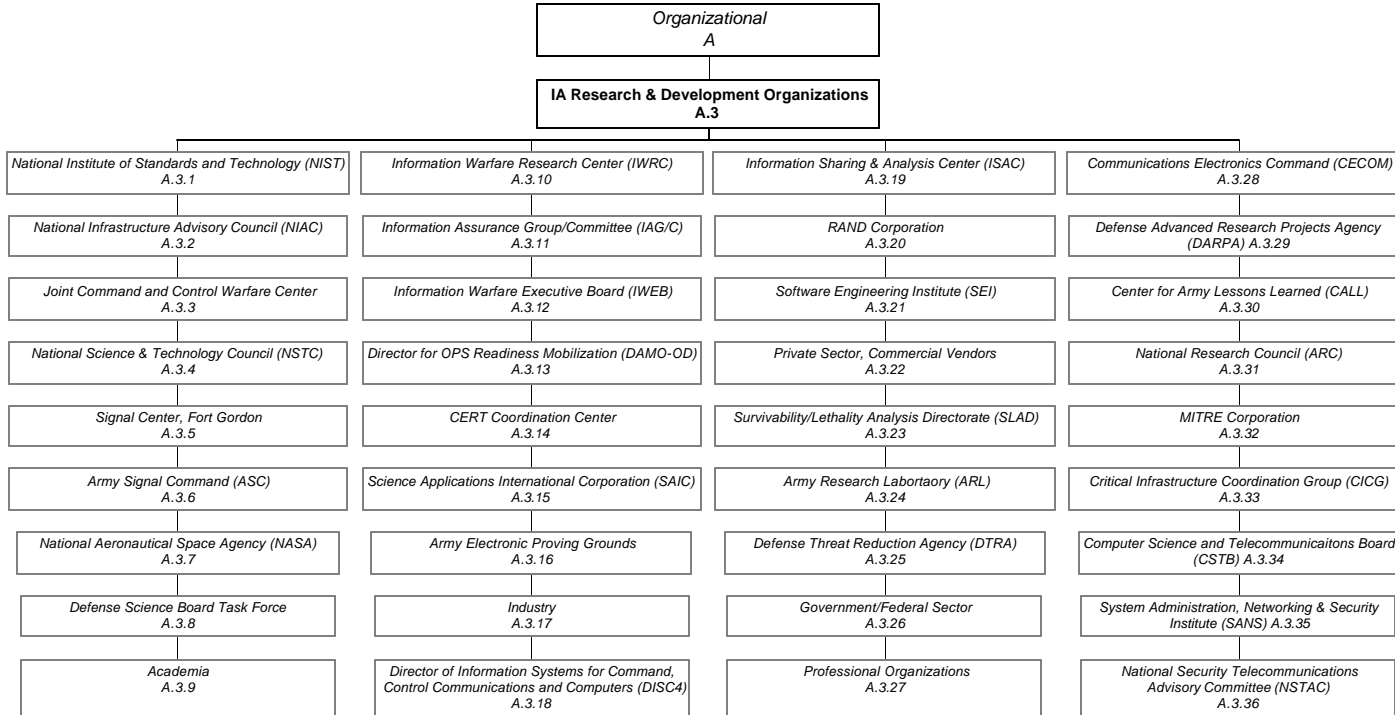 Organizational
A
IA Research & Development Organizations
A.3
National Institute of Standards and Technology (NIST)
A.3.1
National Infrastructure Advisory Council (NIAC)
A.3.2
Joint Command and Control Warfare Center
A.3.3
National Science & Technology Council (NSTC)
A.3.4
Signal Center, Fort Gordon
A.3.5
Army Signal Command (ASC)
A.3.6
National Aeronautical Space Agency (NASA)
A.3.7
Defense Science Board Task Force
A.3.8
Academia
A.3.9
Information Warfare Research Center (IWRC)
A.3.10
Information Assurance Group/Committee (IAG/C)
A.3.11
Information Warfare Executive Board (IWEB)
A.3.12
Director for OPS Readiness Mobilization (DAMO-OD)
A.3.13
CERT Coordination Center
A.3.14
Science Applications International Corporation (SAIC)
A.3.15
Army Electronic Proving Grounds
A.3.16
Industry
A.3.17
Director of Information Systems for Command,
Control Communications and Computers (DISC4)
A.3.18
Information Sharing & Analysis Center (ISAC)
A.3.19
RAND Corporation
A.3.20
Software Engineering Institute (SEI)
A.3.21
Private Sector, Commercial Vendors
A.3.22
Survivability/Lethality Analysis Directorate (SLAD)
A.3.23
Army Research Labortaory (ARL)
A.3.24
Defense Threat Reduction Agency (DTRA)
A.3.25
Government/Federal Sector
A.3.26
Professional Organizations
A.3.27
Communications Electronics Command (CECOM)
A.3.28
Defense Advanced Research Projects Agency
(DARPA) A.3.29
Center for Army Lessons Learned (CALL)
A.3.30
National Research Council (ARC)
A.3.31
MITRE Corporation
A.3.32
Critical Infrastructure Coordination Group (CICG)
A.3.33
Computer Science and Telecommunicaitons Board
(CSTB) A.3.34
System Administration, Networking & Security
Institute (SANS) A.3.35
National Security Telecommunications
Advisory Committee (NSTAC)
A.3.36